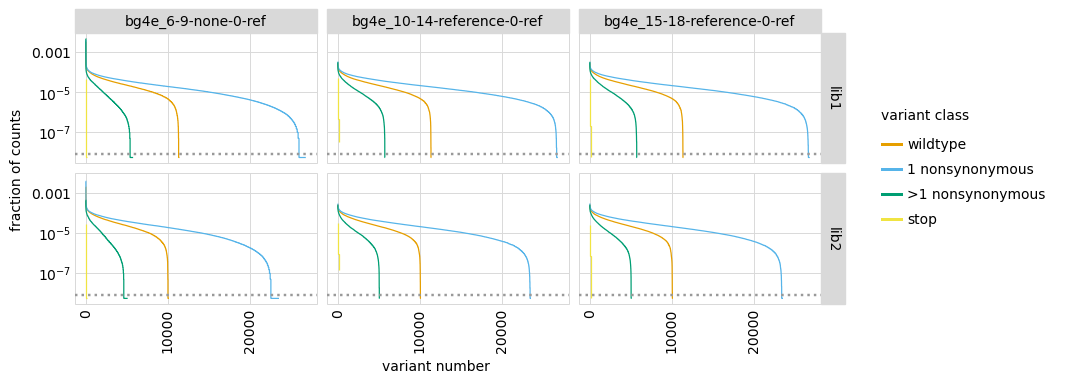 bg4e_6-9-none-0-ref bg4e_10-14-reference-0-ref bg4e_15-18-reference-0-ref
0.001
10⁻⁵
10⁻⁷
lib1
0.001
10⁻⁵
10⁻⁷
lib2
fraction of counts
0 10000 20000 0 10000 20000 0 10000 20000
variant number
variant class
wildtype
1 nonsynonymous
>1 nonsynonymous
stop